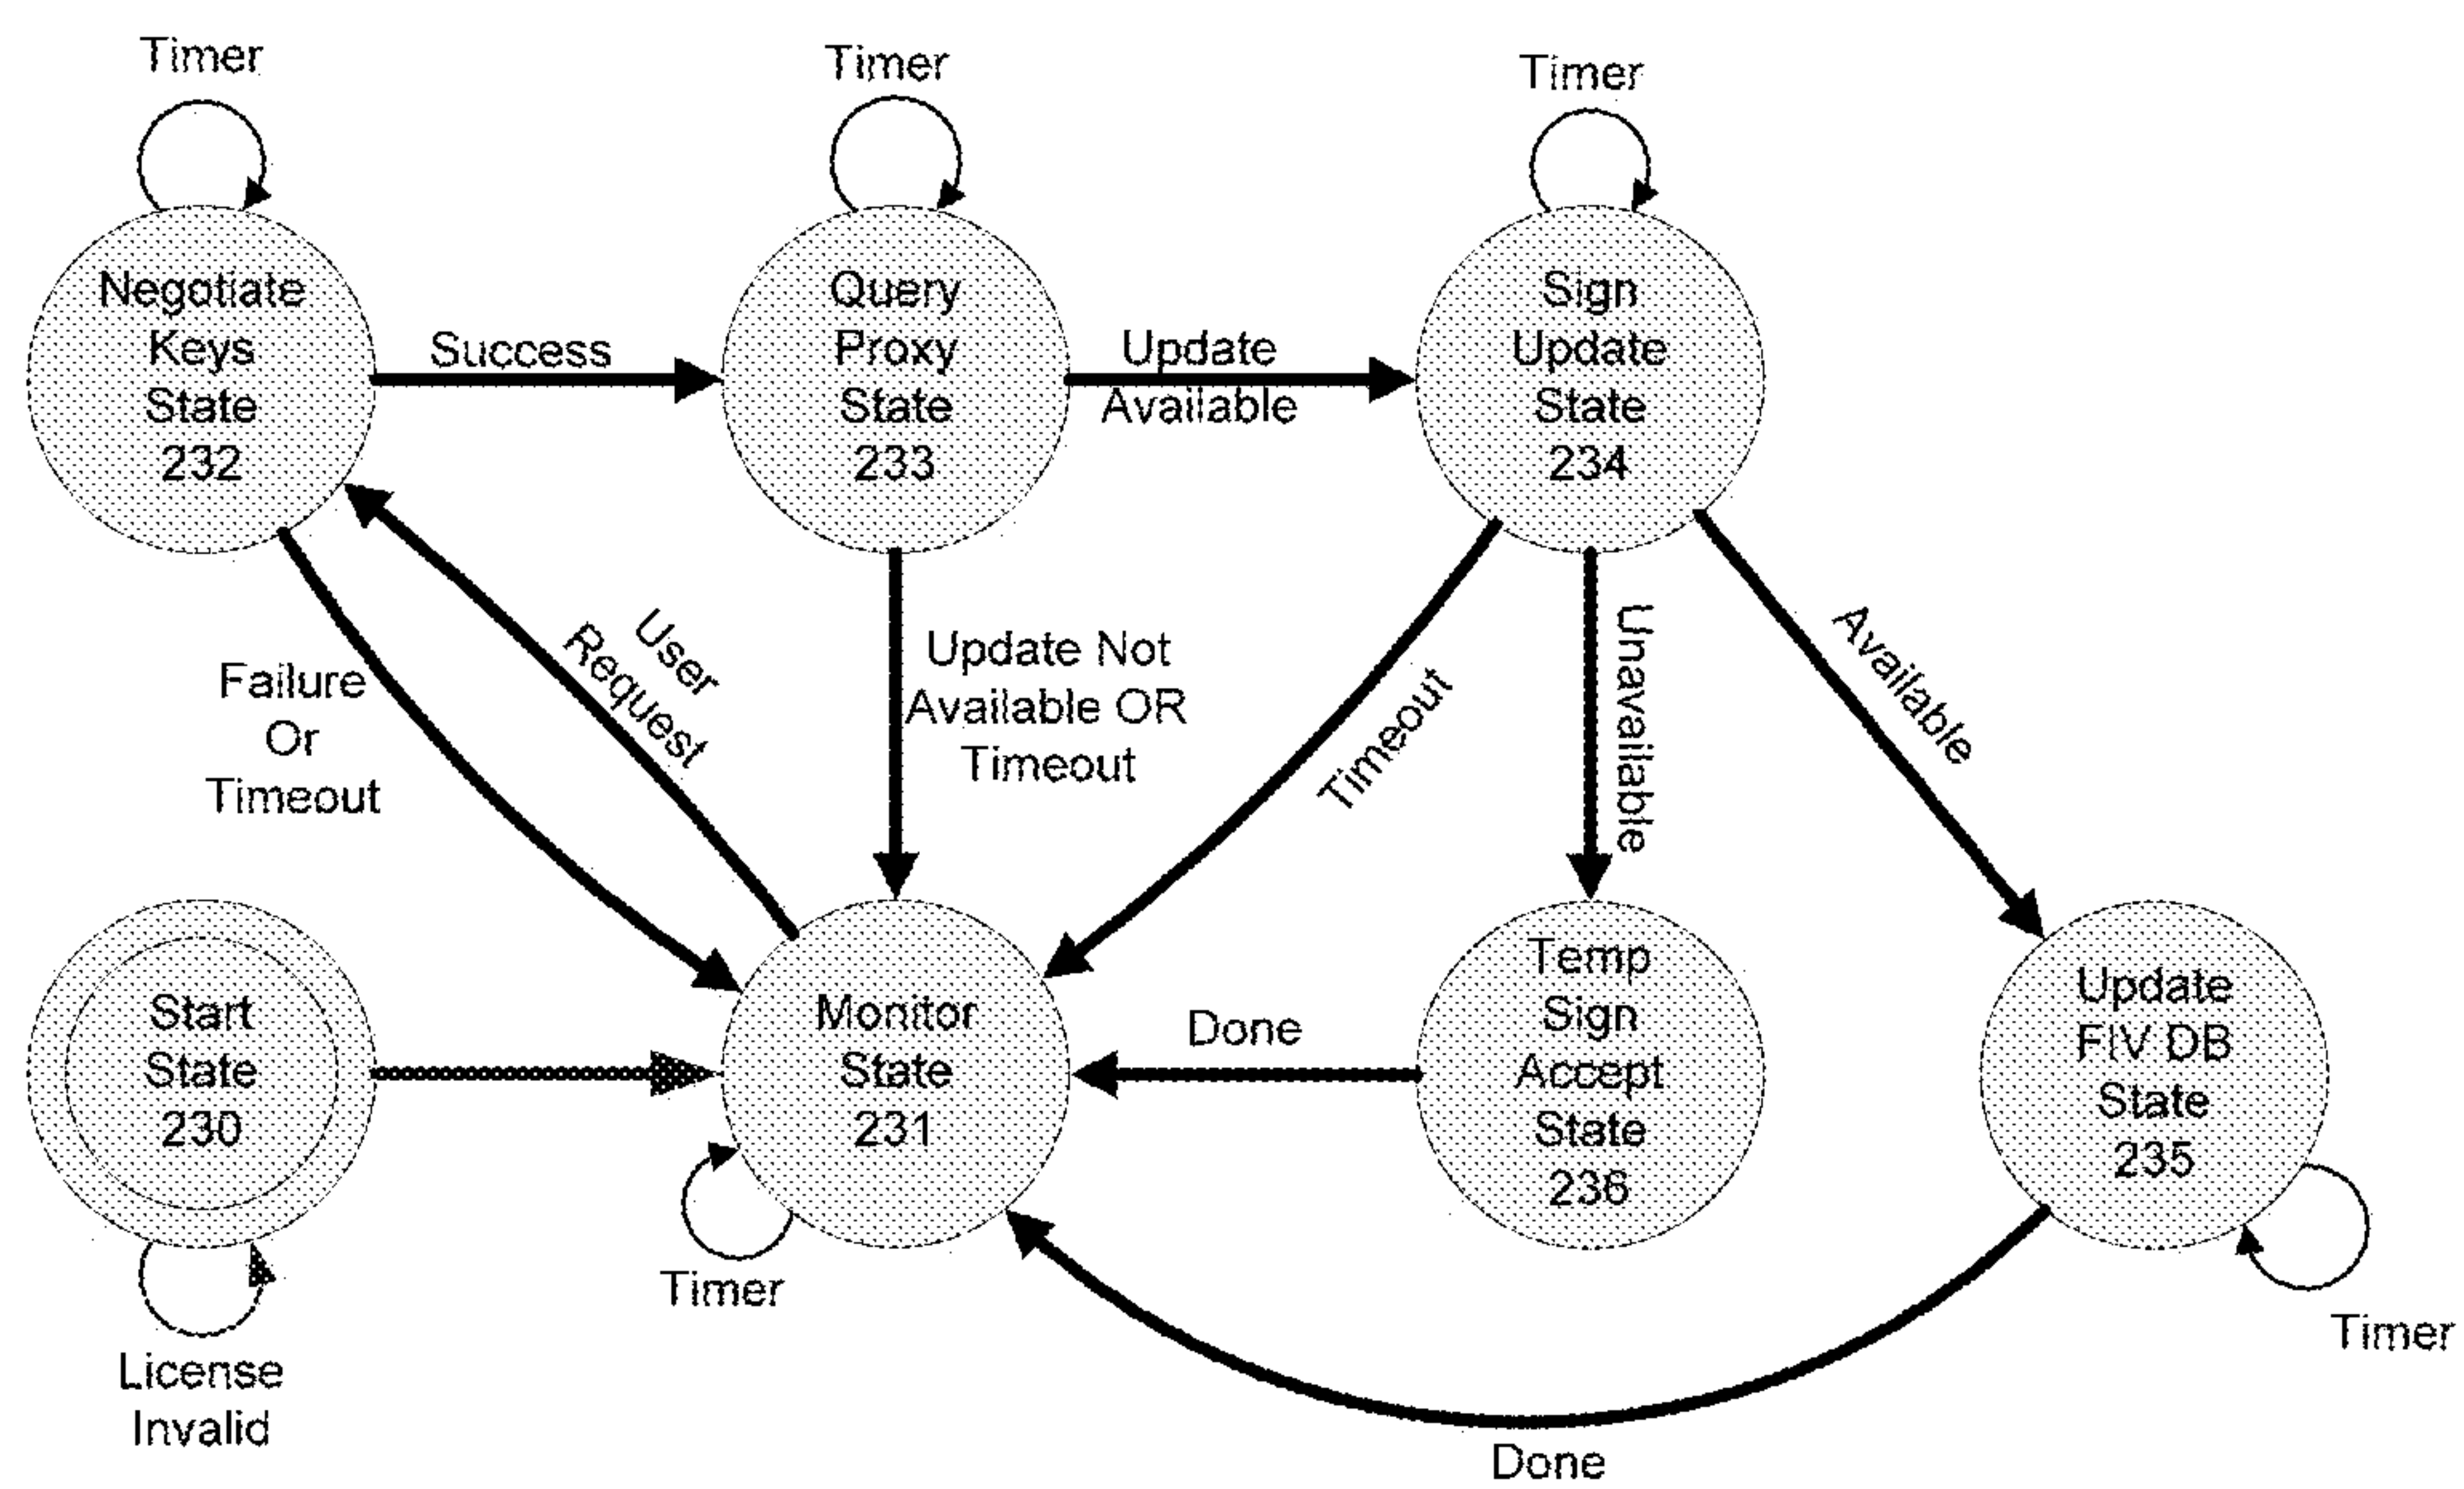 Timer
Timer
Timer
Negotiate
Keys
State
232
Success
Query
Proxy
State
233
Update
Available
Sign
Update
State
234
Failure
Or
Timeout
User
Request
Update Not
Available OR
Timeout
Timeout
Unavailable
Available
Start
State
230
License
Invalid
Monitor
State
231
Timer
Done
Temp
Sign
Accept
State
236
Update
FIV DB
State
235
Timer
Done